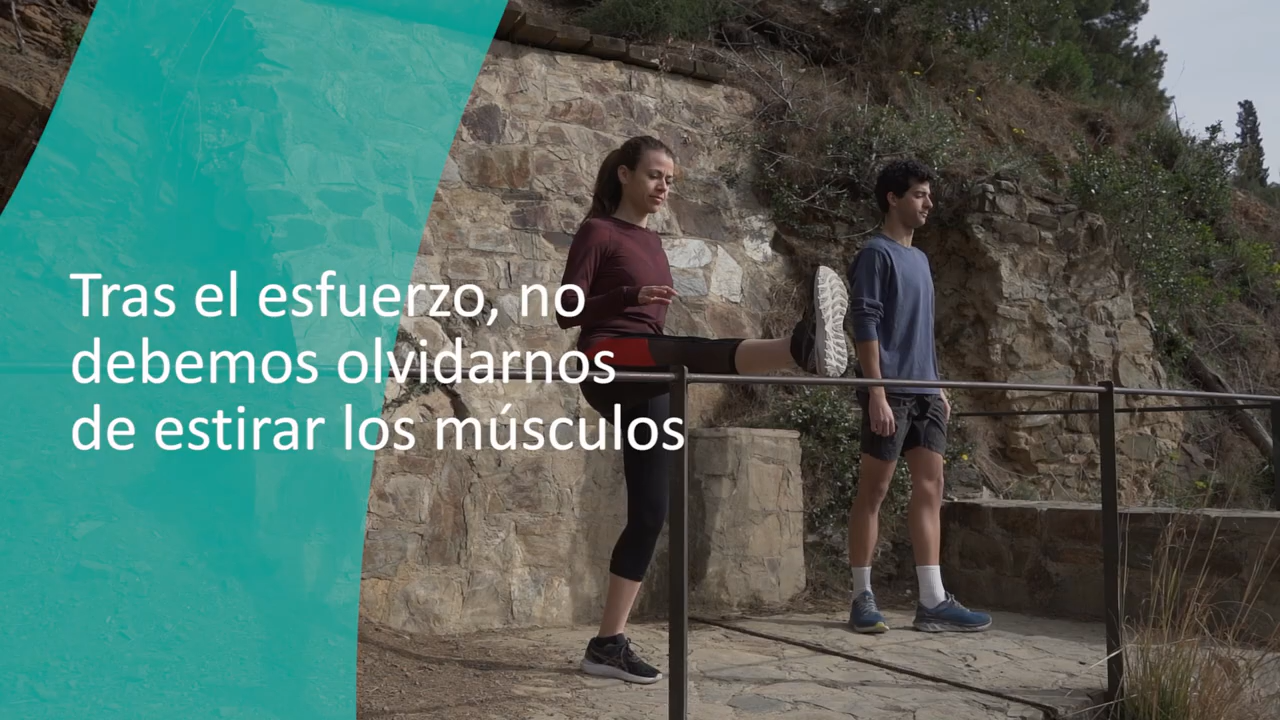 Tras el esfuerzo, no
debemos olvidarnos
de estirar los músculos